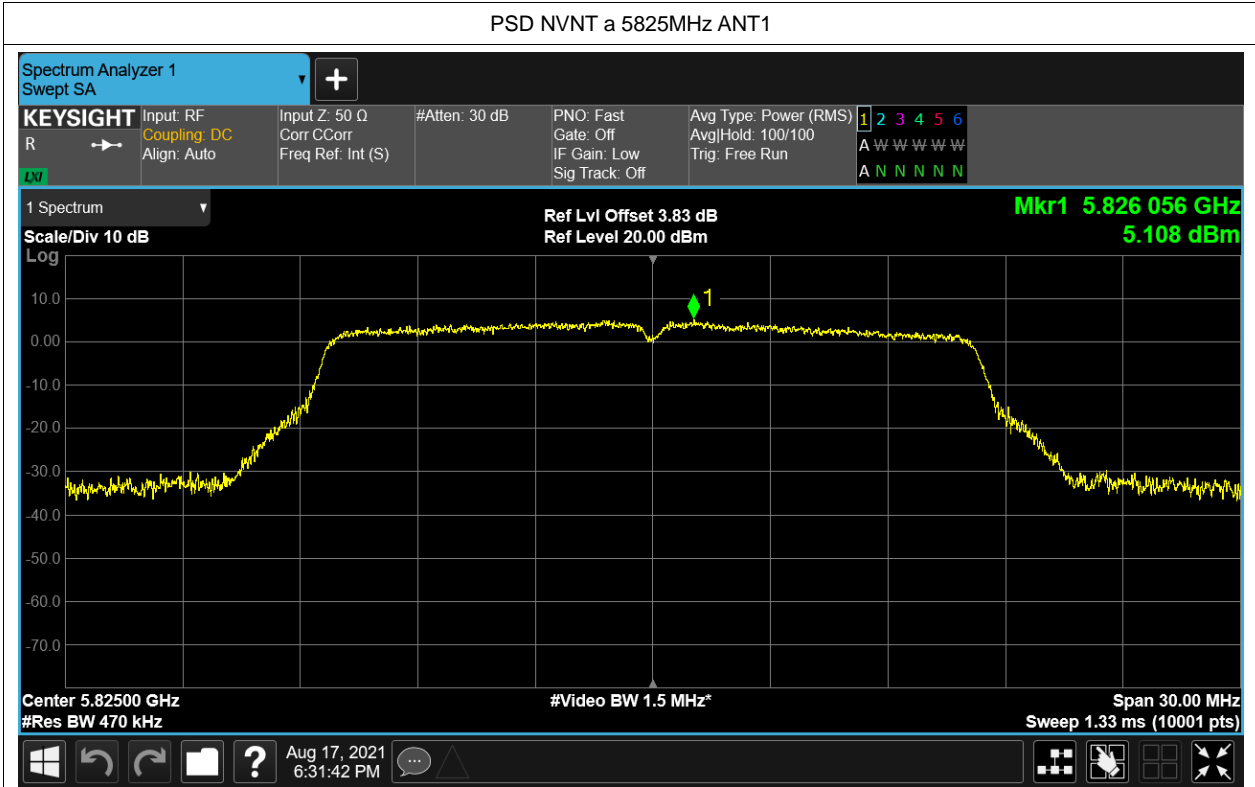 PSD NVNT a 5825MHz ANT1
Spectrum Analyzer 1
Swept SA
KEYSIGHT
R
LXI
Input: RF
Coupling: DC
Align: Auto
Input Z: 50 Ω
Corr CCorr
Freq Ref: Int (S)
#Atten: 30 dB
PNO: Fast
Gate: Off
IF Gain: Low
Sig Track: Off
Avg Type: Power (RMS)
Avg|Hold: 100/100
Trig: Free Run
1 2 3 4 5 6
A W W W W W
A N N N N N
1 Spectrum
Scale/Div 10 dB
Log
Ref Lvl Offset 3.83 dB
Ref Level 20.00 dBm
Mkr1 5.826 056 GHz
5.108 dBm
1
10.0
0.00
-10.0
-20.0
-30.0
-40.0
-50.0
-60.0
-70.0
Center 5.82500 GHz
#Res BW 470 kHz
#Video BW 1.5 MHz*
Span 30.00 MHz
Sweep 1.33 ms (10001 pts)
?
Aug 17, 2021
6:31:42 PM